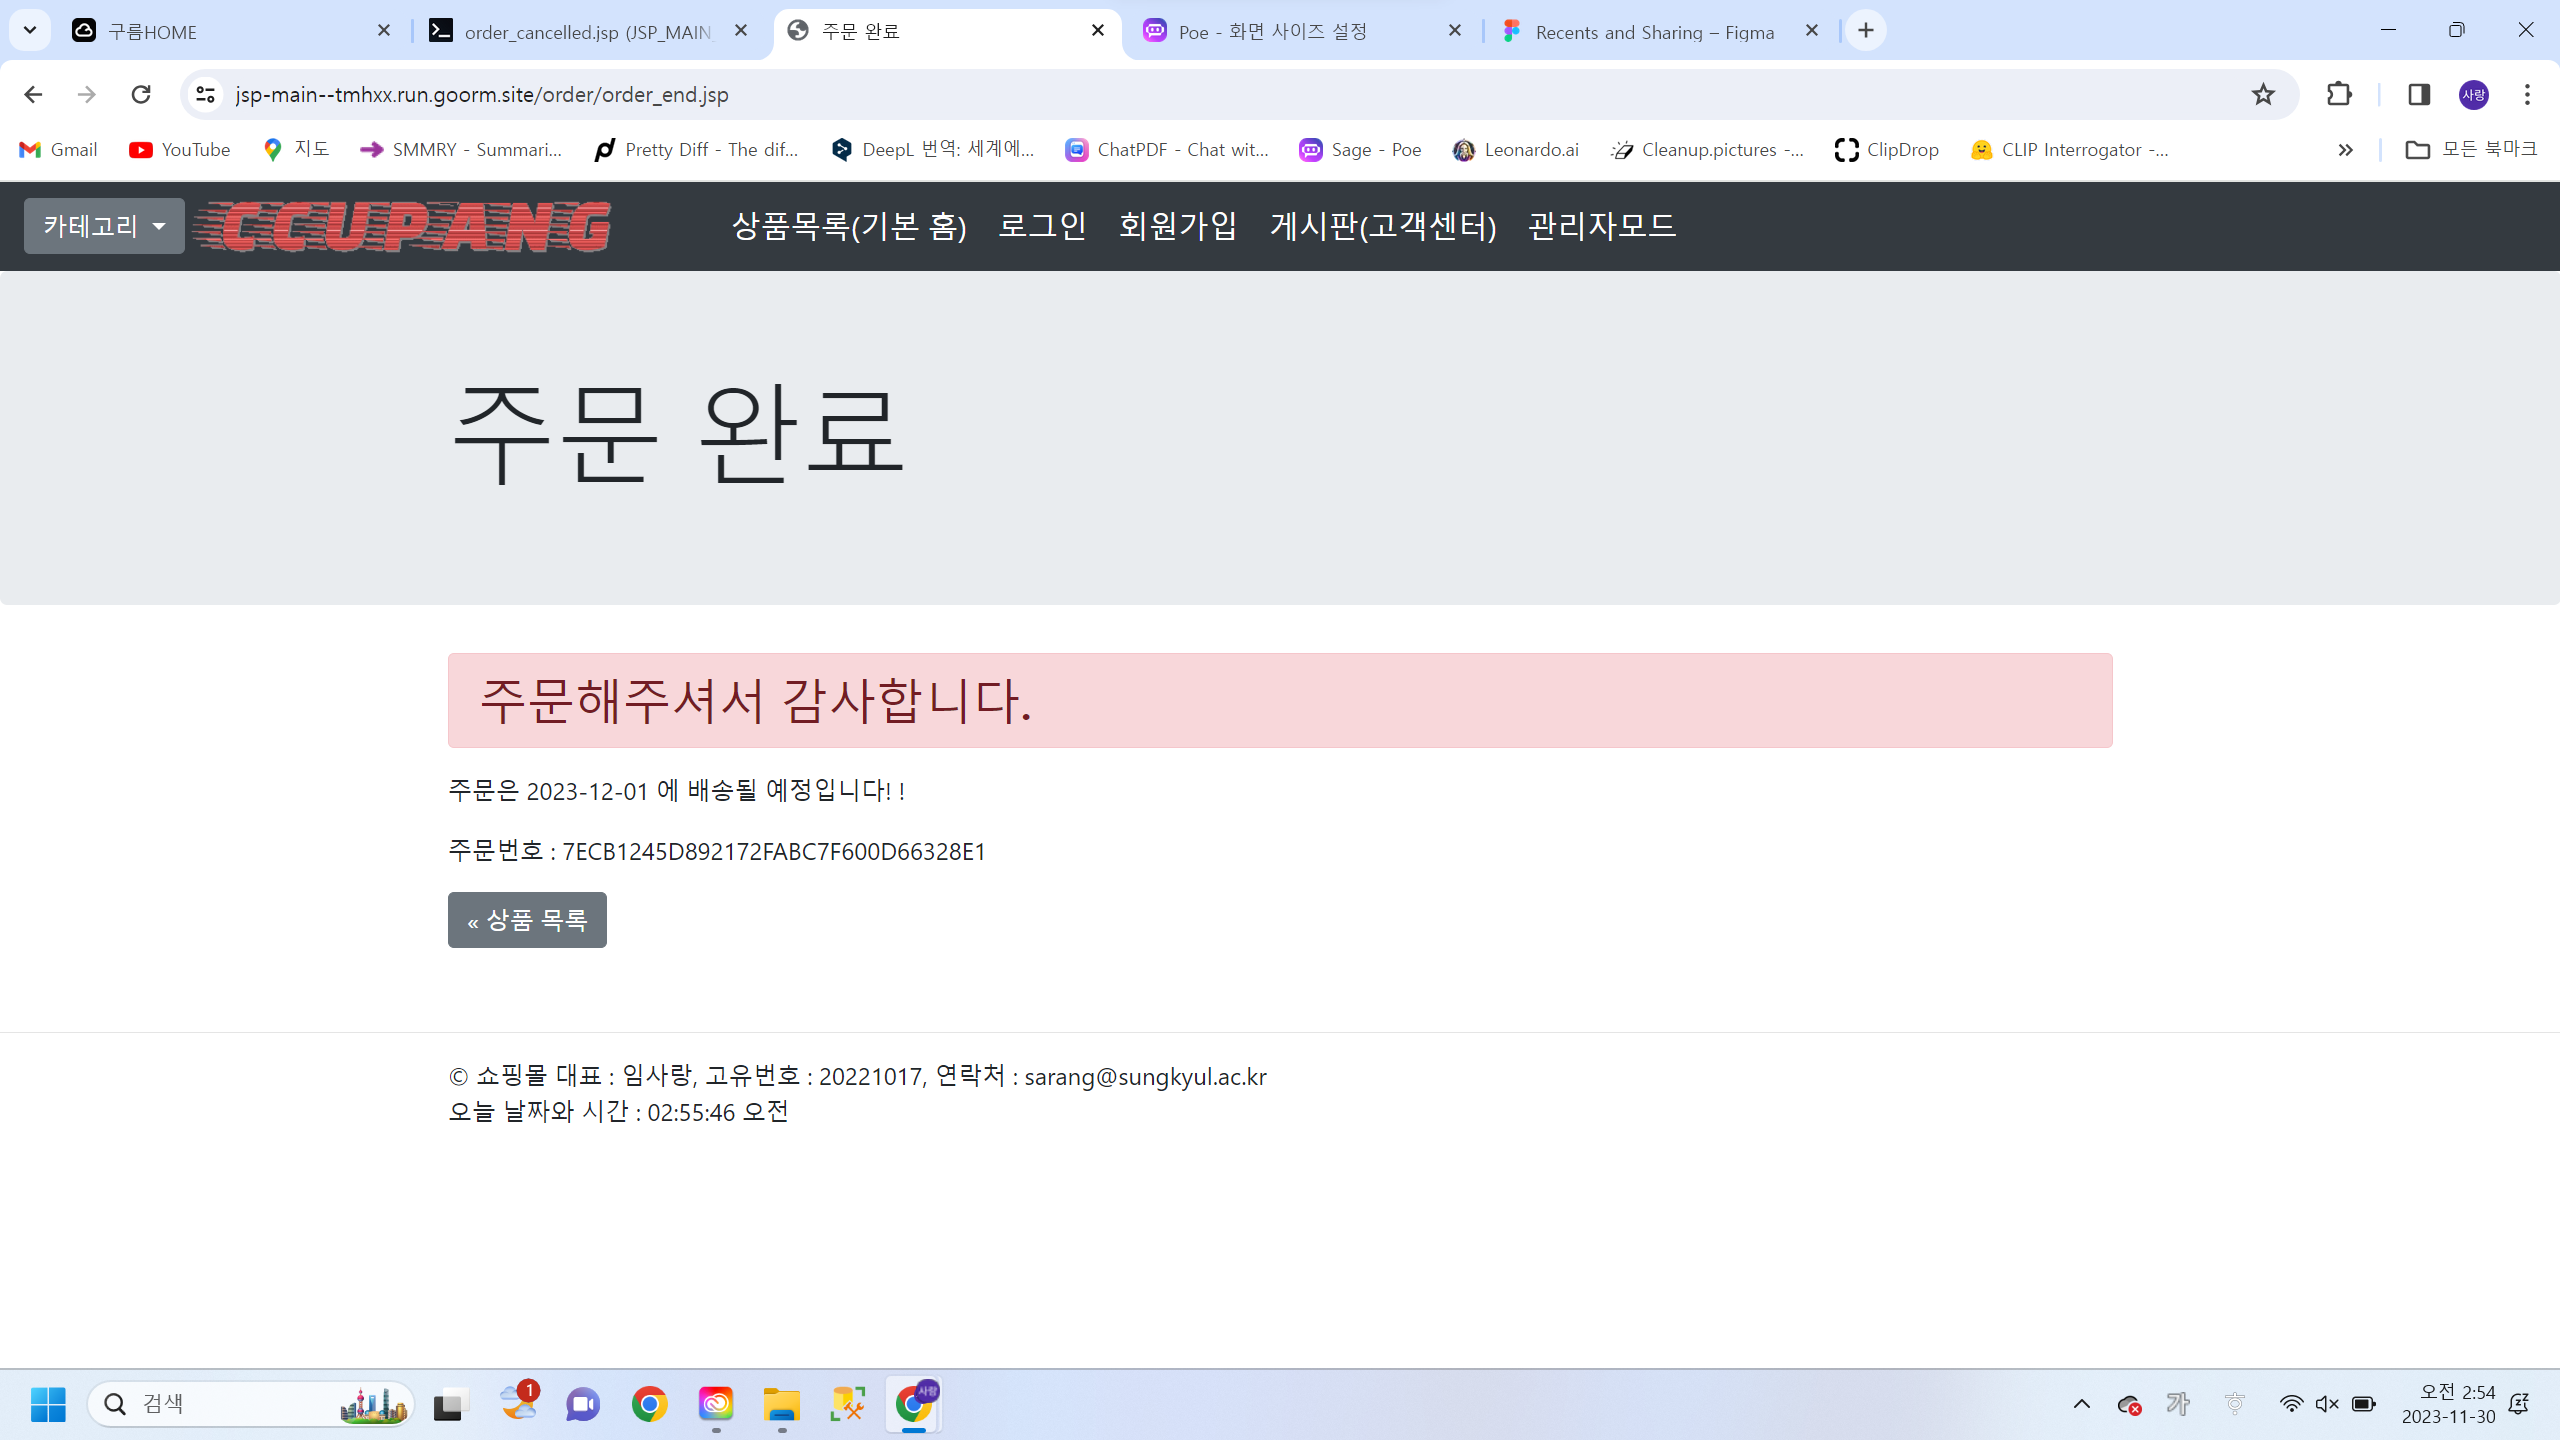 구름HOME
order_cancelled.jsp (JSP_MAIN_
주문 완료
Poe - 화면 사이즈 설정
Recents and Sharing – Figma
jsp-main--tmhxx.run.goorm.site/order/order_end.jsp
사랑
Gmail
YouTube
지도
SMMRY - Summari...
Pretty Diff - The dif...
DeepL 번역: 세계에...
ChatPDF - Chat wit...
Sage - Poe
Leonardo.ai
Cleanup.pictures -...
ClipDrop
CLIP Interrogator -...
»
모든 북마크
카테고리
CCUPANG
상품목록(기본 홈)
로그인
회원가입
게시판(고객센터)
관리자모드
주문 완료
주문해주셔서 감사합니다.
주문은 2023-12-01 에 배송될 예정입니다! !
주문번호 : 7ECB1245D892172FABC7F600D66328E1
« 상품 목록
© 쇼핑몰 대표 : 임사랑, 고유번호 : 20221017, 연락처 : sarang@sungkyul.ac.kr
오늘 날짜와 시간 : 02:55:46 오전
검색
1
사랑
가
오전 2:54
2023-11-30